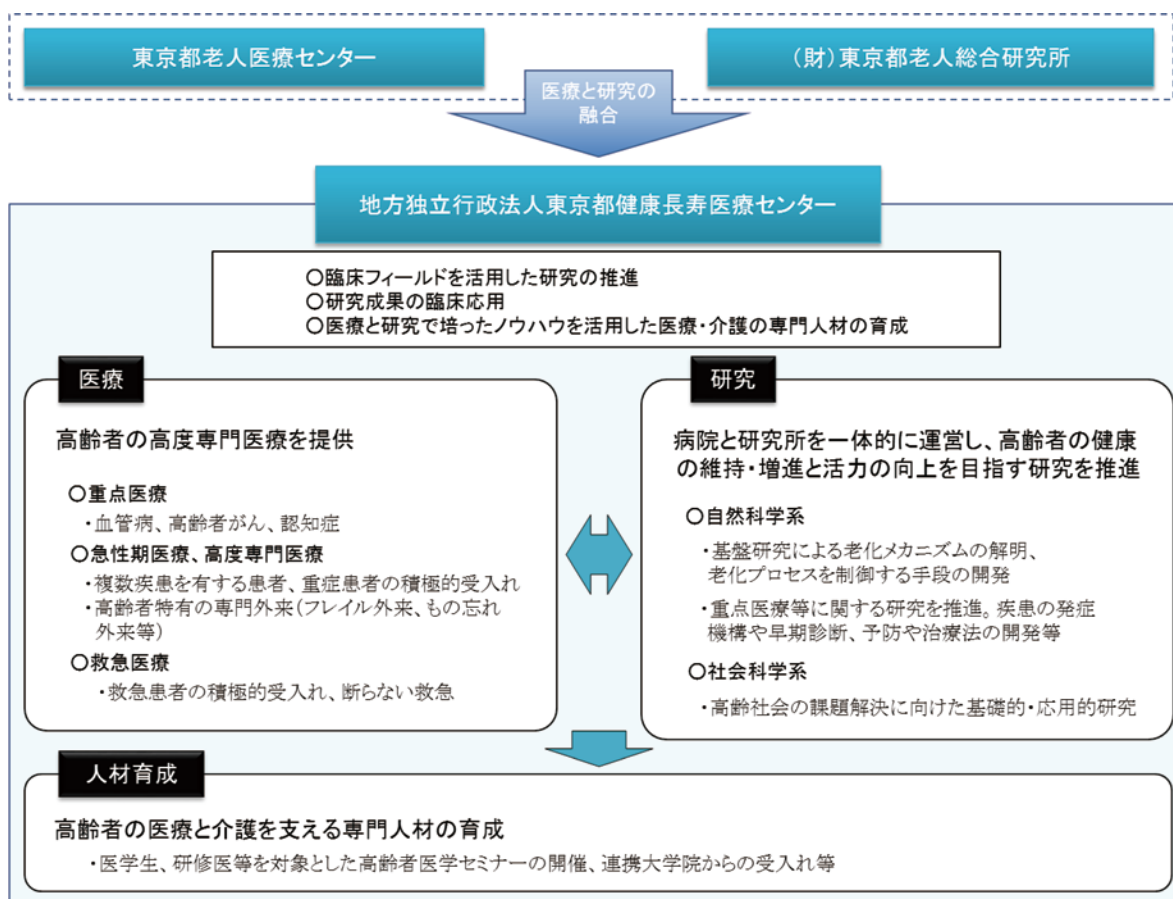 東京都老人医療センター
（財）東京都老人総合研究所
医療と研究の
融合
地方独立行政法人東京都健康長寿医療センター
○臨床フィールドを活用した研究の推進
○研究成果の臨床応用
○医療と研究で培ったノウハウを活用した医療・介護の専門人材の育成
医療
高齢者の高度専門医療を提供
○重点医療
・血管病、高齢者がん、認知症
○急性期医療、高度専門医療
・複数疾患を有する患者、重症患者の積極的受入れ
・高齢者特有の専門外来（フレイル外来、もの忘れ
外来等）
○救急医療
・救急患者の積極的受入れ、断らない救急
研究
病院と研究所を一体的に運営し、高齢者の健康
の維持・増進と活力の向上を目指す研究を推進
○自然科学系
・基盤研究による老化メカニズムの解明、
老化プロセスを制御する手段の開発
・重点医療等に関する研究を推進。疾患の発症
機構や早期診断、予防や治療法の開発等
○社会科学系
・高齢社会の課題解決に向けた基礎的・応用的研究
人材育成
高齢者の医療と介護を支える専門人材の育成
・医学生、研修医等を対象とした高齢者医学セミナーの開催、連携大学院からの受入れ等